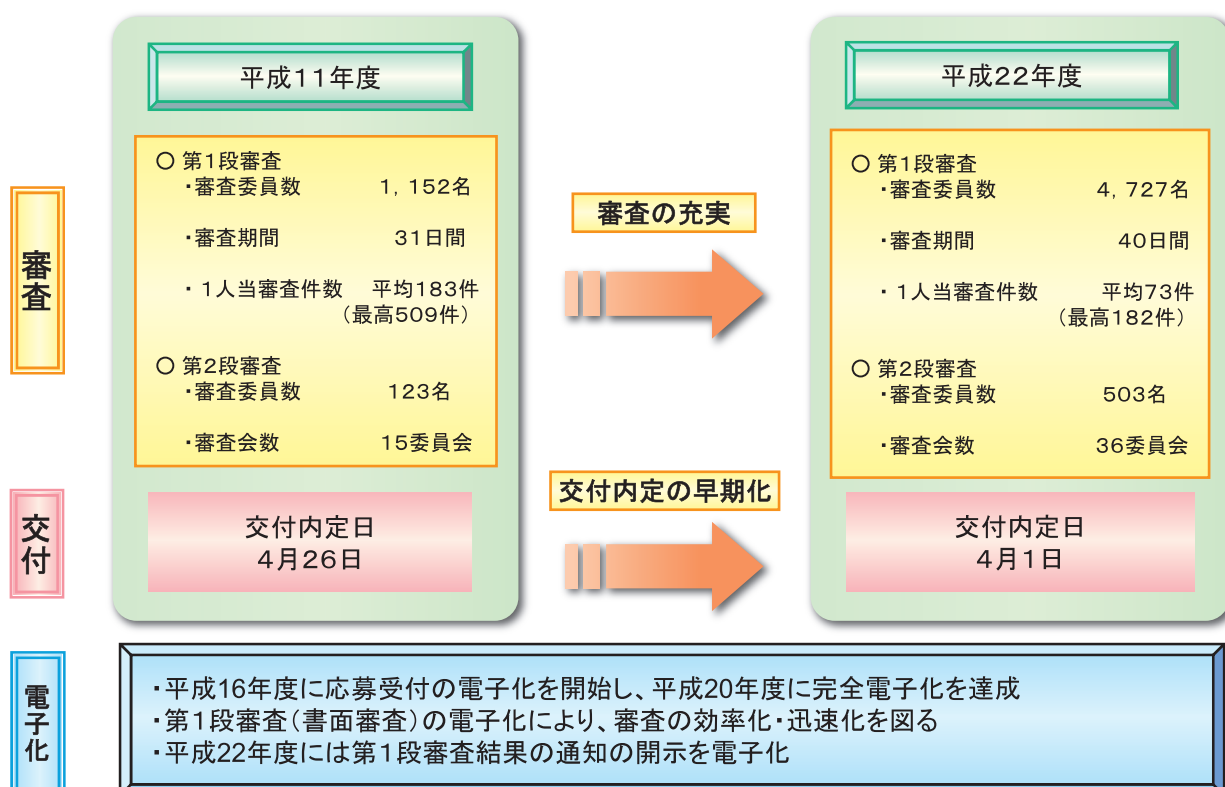 平成11年度
審査
○ 第1段審査
・審査委員数 1,152名
・審査期間 31日間
・1人当審査件数 平均183件
(最高509件)
○ 第2段審査
・審査委員数 123名
・審査会数 15委員会
審査の充実
平成22年度
○ 第1段審査
・審査委員数 4,727名
・審査期間 40日間
・1人当審査件数 平均73件
(最高182件)
○ 第2段審査
・審査委員数 503名
・審査会数 36委員会
交付
交付内定日
4月26日
交付内定の早期化
交付内定日
4月1日
電子化
・平成16年度に応募受付の電子化を開始し、平成20年度に完全電子化を達成
・第1段審査(書面審査)の電子化により、審査の効率化・迅速化を図る
・平成22年度には第1段審査結果の通知の開示を電子化